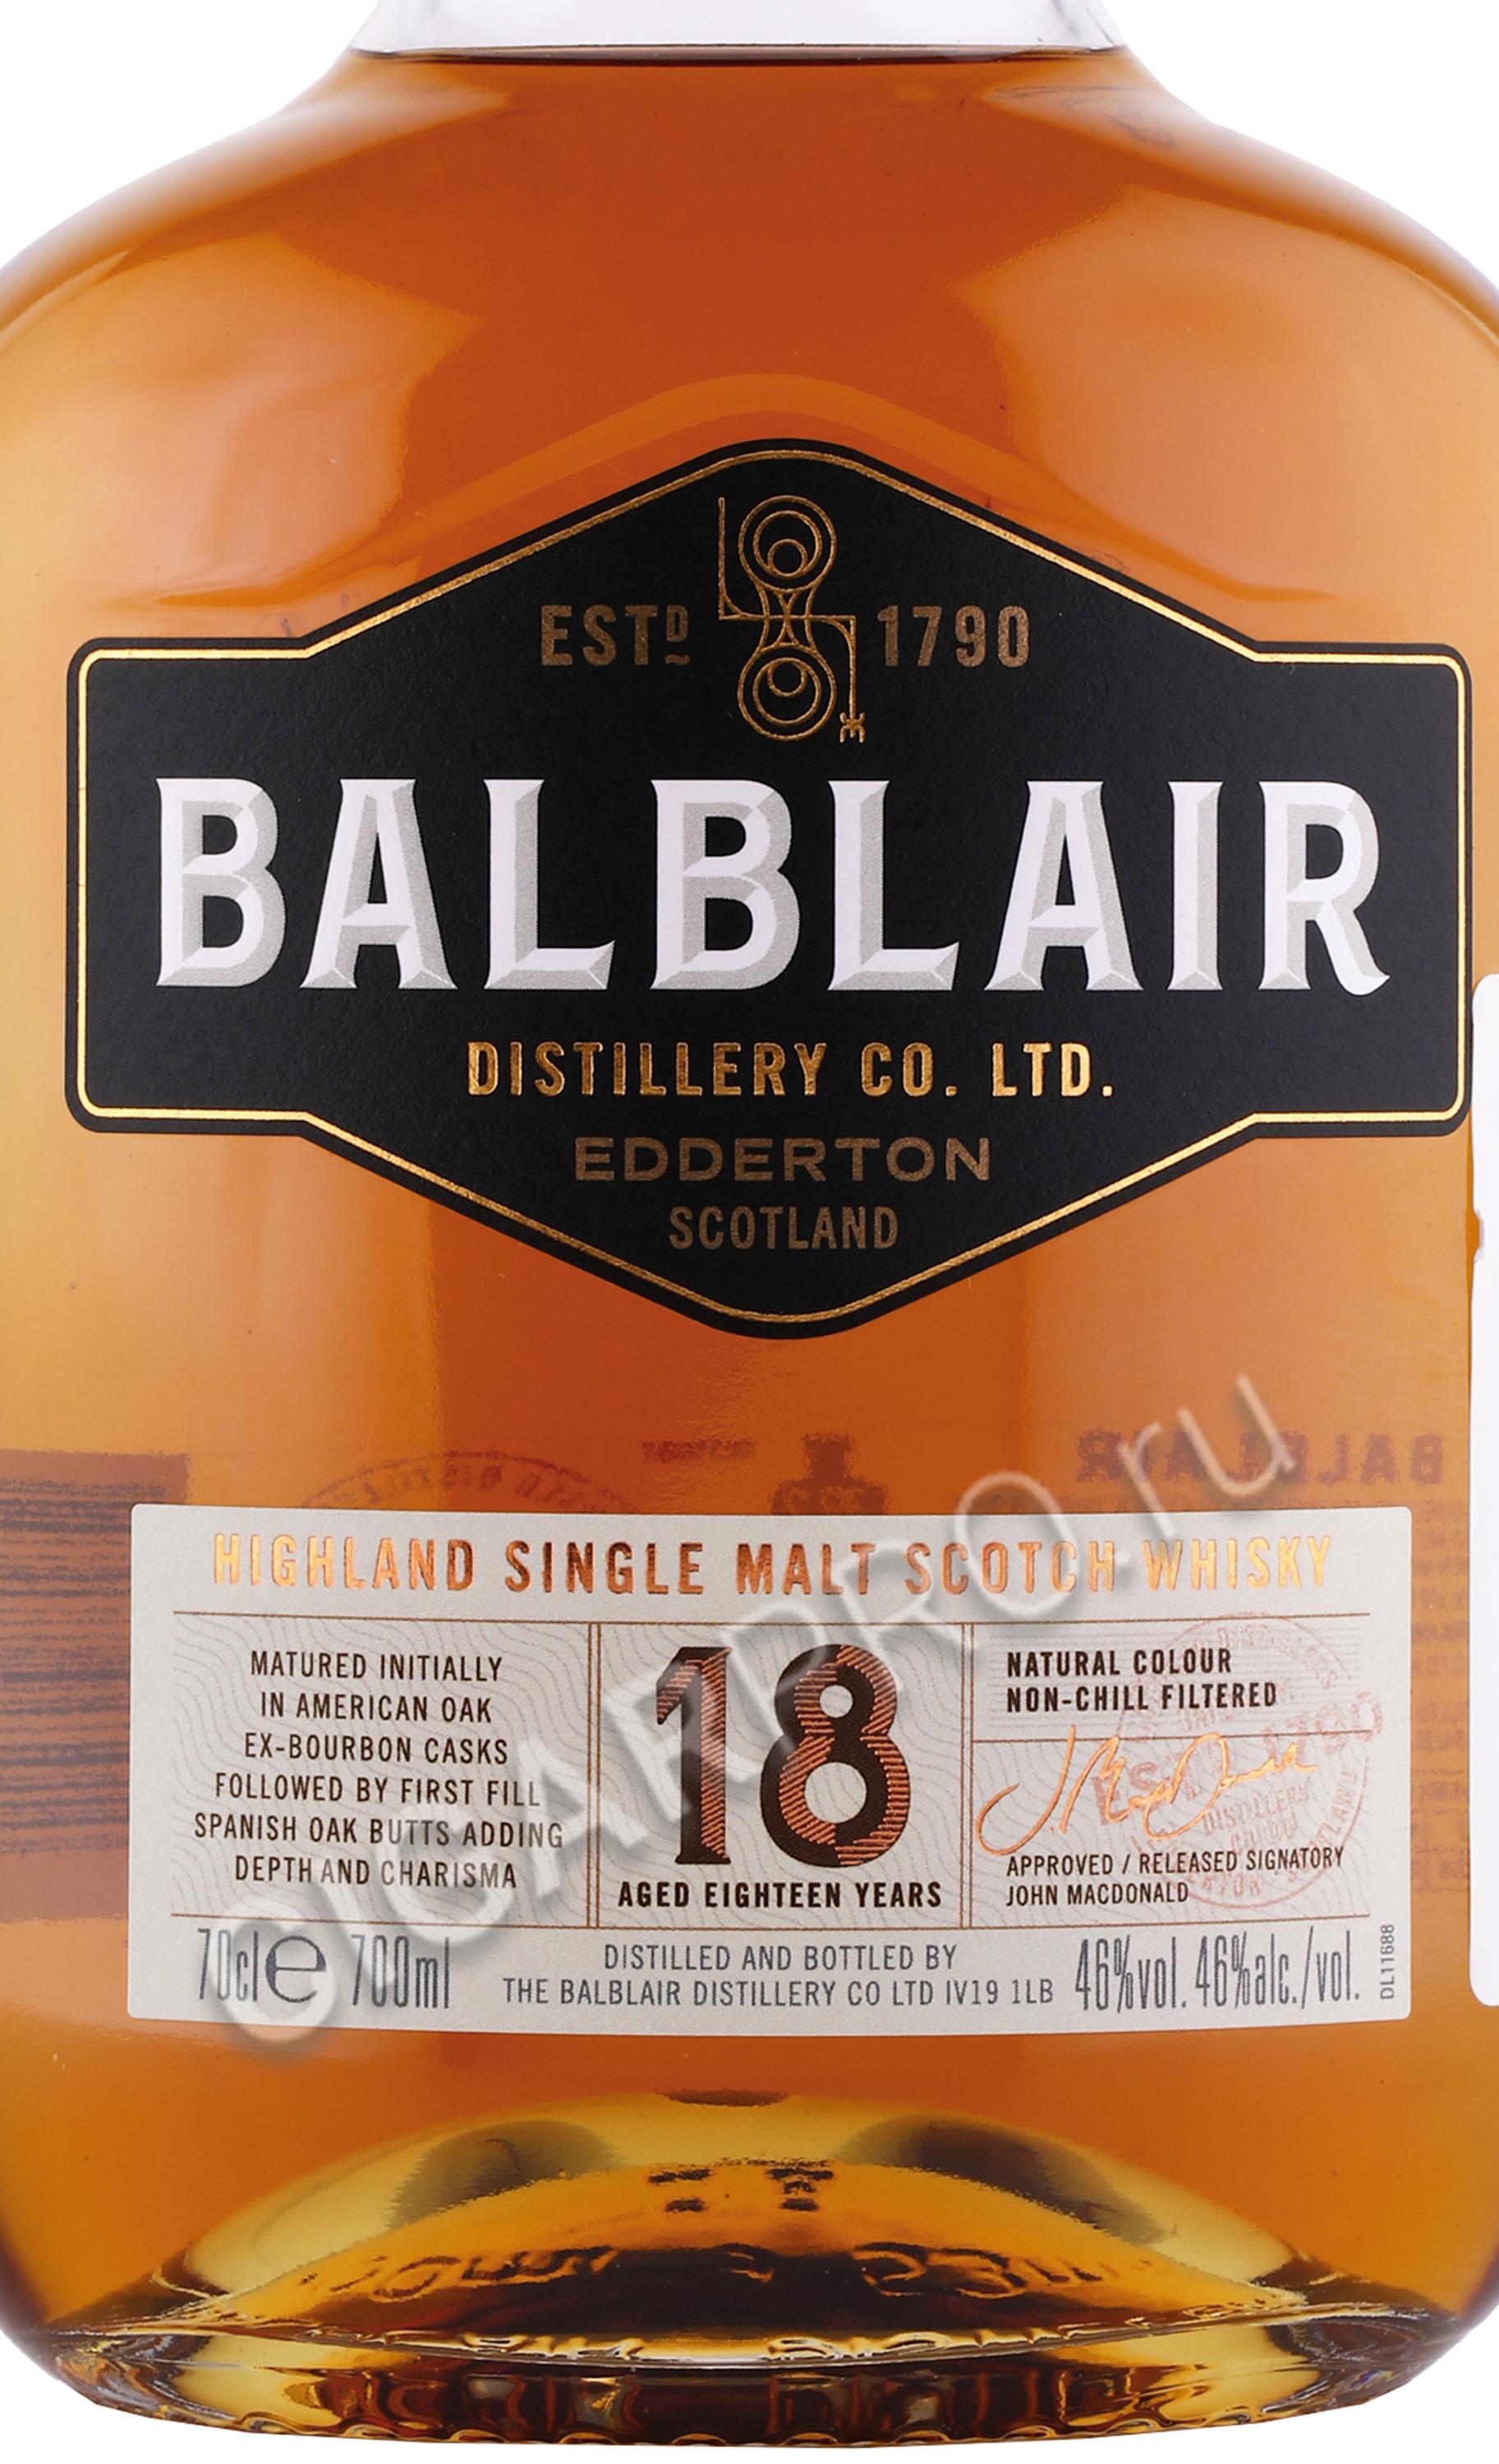 ESTD 1790
BALBLAIR
DISTILLERY CO. LTD.
EDDERTON
SCOTLAND
BALBLAIR
HIGHLAND SINGLE MALT SCOTCH WHISKY
MATURED INITIALLY
IN AMERICAN OAK
EX-BOURBON CASKS
FOLLOWED BY FIRST FILL
SPANISH OAK BUTTS ADDING
DEPTH AND CHARISMA
18
AGED EIGHTEEN YEARS
NATURAL COLOUR
NON-CHILL FILTERED
J. MacDonald
APPROVED / RELEASED SIGNATORY
JOHN MACDONALD
70cl e 700ml
DISTILLED AND BOTTLED BY
THE BALBLAIR DISTILLERY CO LTD IV19 1LB
46%vol. 46%alc./vol.
DL11688
©CIGARPRO.ru